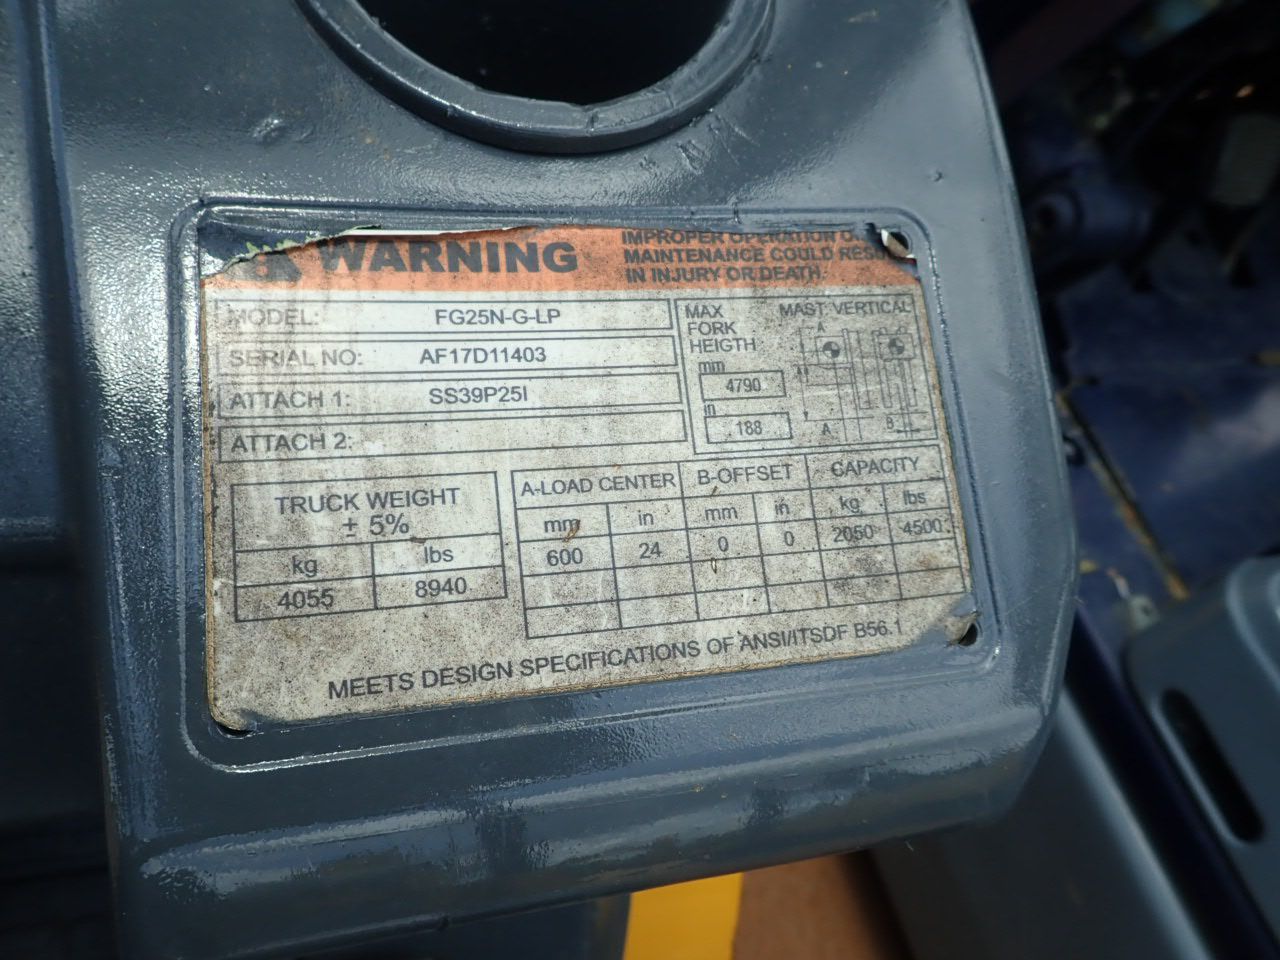 WARNING
IMPROPER OPERATION
MAINTENANCE COULD
IN INJURY OR DEATH.
MODEL: FG25N-G-LP
SERIAL NO: AF17D11403
ATTACH 1: SS39P25I
ATTACH 2:
MAX FORK HEIGTH
mm
4790
in
188
MAST VERTICAL
A
A
B
TRUCK WEIGHT
± 5%
kg lbs
4055 8940
A-LOAD CENTER B-OFFSET CAPACITY
mm in mm in kg lbs
600 24 0 0 2050 4500
MEETS DESIGN SPECIFICATIONS OF ANSI/ITSDF B56.1